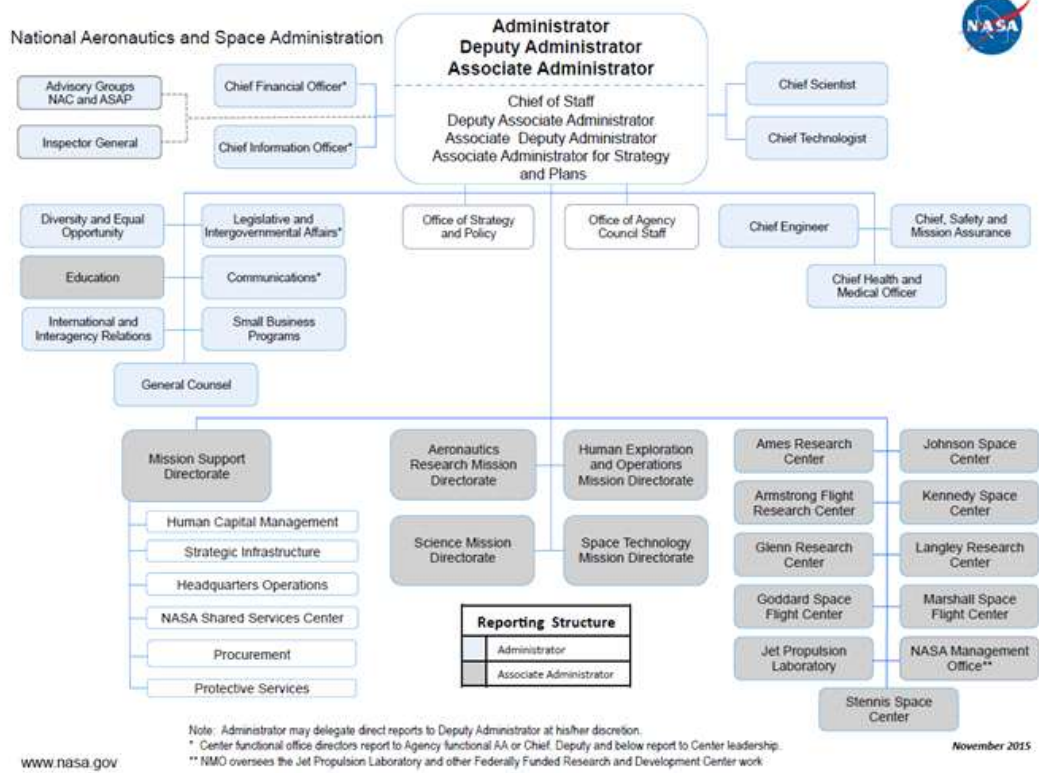 National Aeronautics and Space Administration
Administrator
Deputy Administrator
Associate Administrator
Chief of Staff
Deputy Associate Administrator
Associate Deputy Administrator
Associate Administrator for Strategy
and Plans
NASA
Advisory Groups
NAC and ASAP
Inspector General
Chief Financial Officer*
Chief Information Officer*
Chief Scientist
Chief Technologist
Diversity and Equal
Opportunity
Legislative and
Intergovernmental Affairs*
Education
Communications*
International and
Interagency Relations
Small Business
Programs
General Counsel
Office of Strategy
and Policy
Office of Agency
Council Staff
Chief Engineer
Chief, Safety and
Mission Assurance
Chief Health and
Medical Officer
Mission Support
Directorate
Human Capital Management
Strategic Infrastructure
Headquarters Operations
NASA Shared Services Center
Procurement
Protective Services
Aeronautics
Research Mission
Directorate
Human Exploration
and Operations
Mission Directorate
Science Mission
Directorate
Space Technology
Mission Directorate
Ames Research
Center
Johnson Space
Center
Armstrong Flight
Research Center
Kennedy Space
Center
Glenn Research
Center
Langley Research
Center
Goddard Space
Flight Center
Marshall Space
Flight Center
Jet Propulsion
Laboratory
NASA Management
Office**
Stennis Space
Center
Reporting Structure
Administrator
Associate Administrator
Note: Administrator may delegate direct reports to Deputy Administrator at his/her discretion.
* Center functional office directors report to Agency functional AA or Chief. Deputy and below report to Center leadership.
** NMO oversees the Jet Propulsion Laboratory and other Federally Funded Research and Development Center work
www.nasa.gov
November 2015